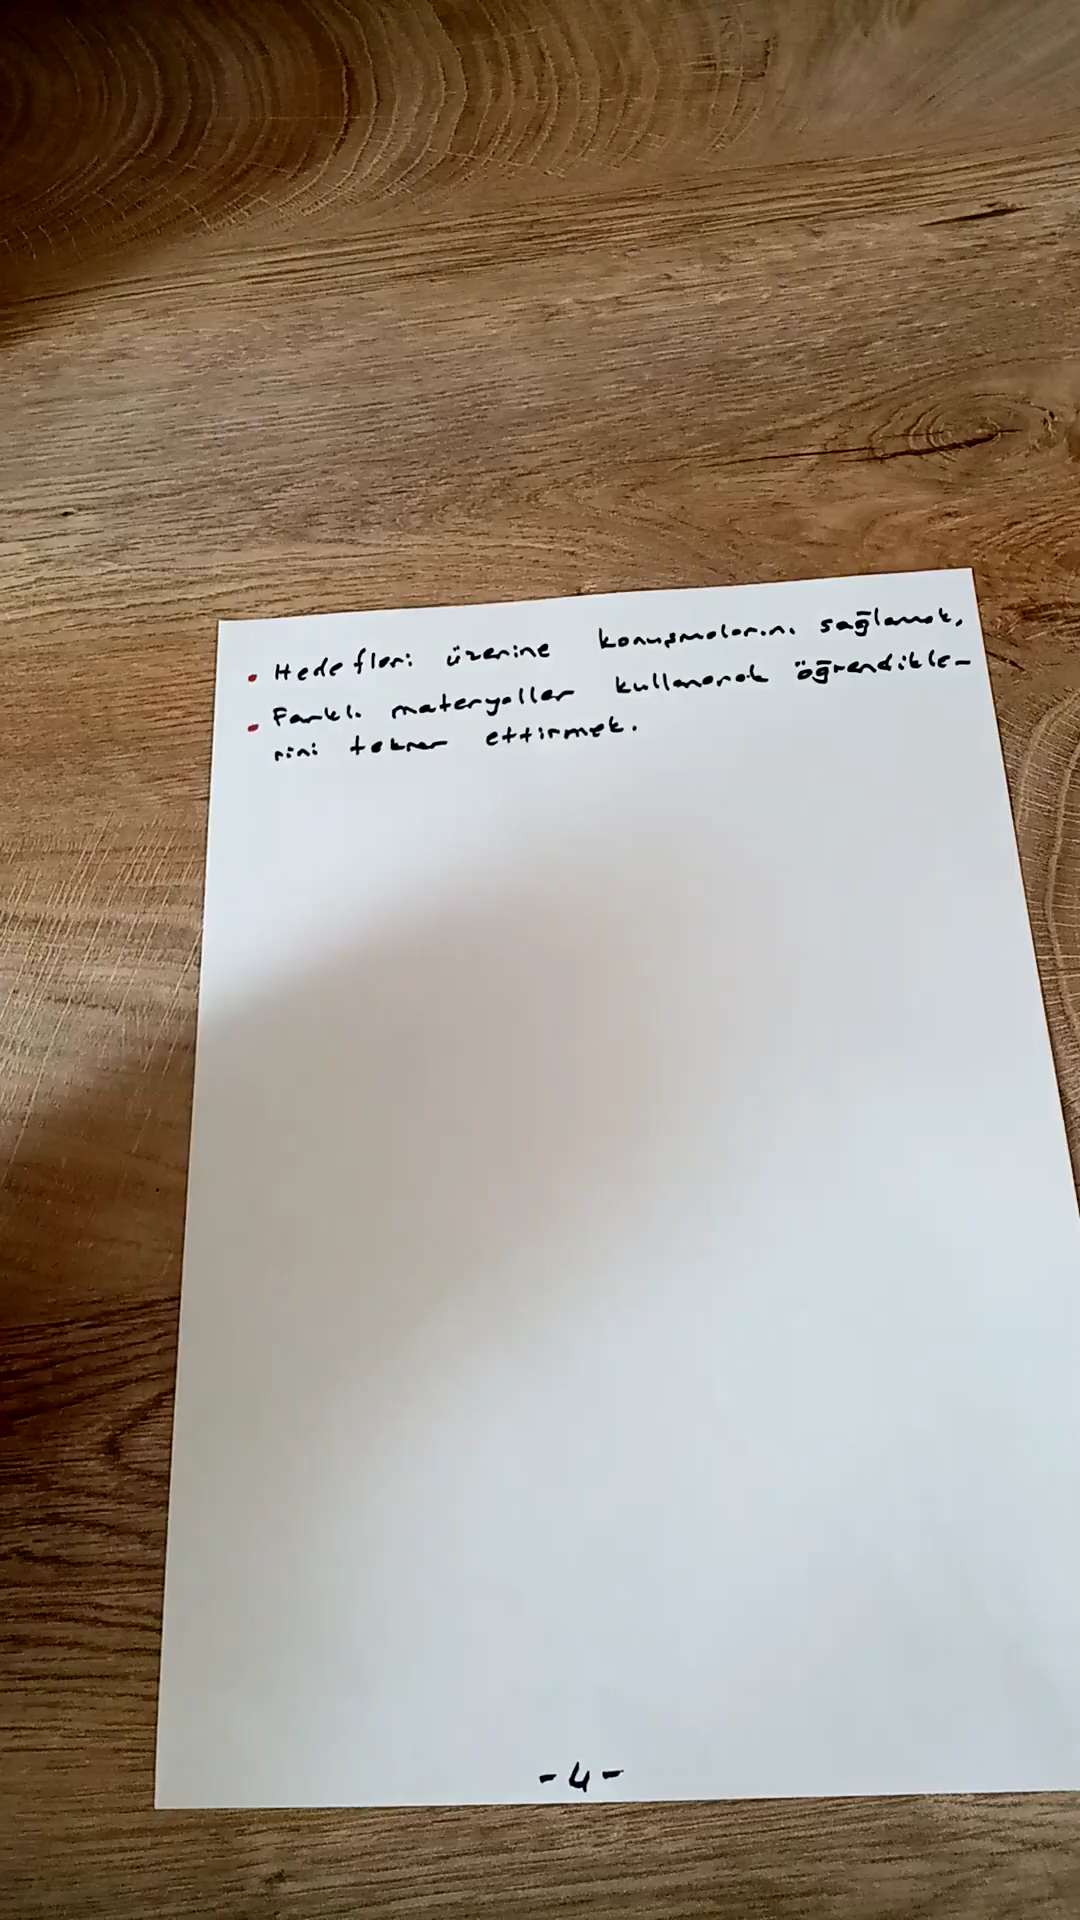 • Hedefleri üzerine konuşmalarını sağlamak,
• Farklı materyaller kullanarak öğrendikle-
rini tekrar ettirmek.
-4-